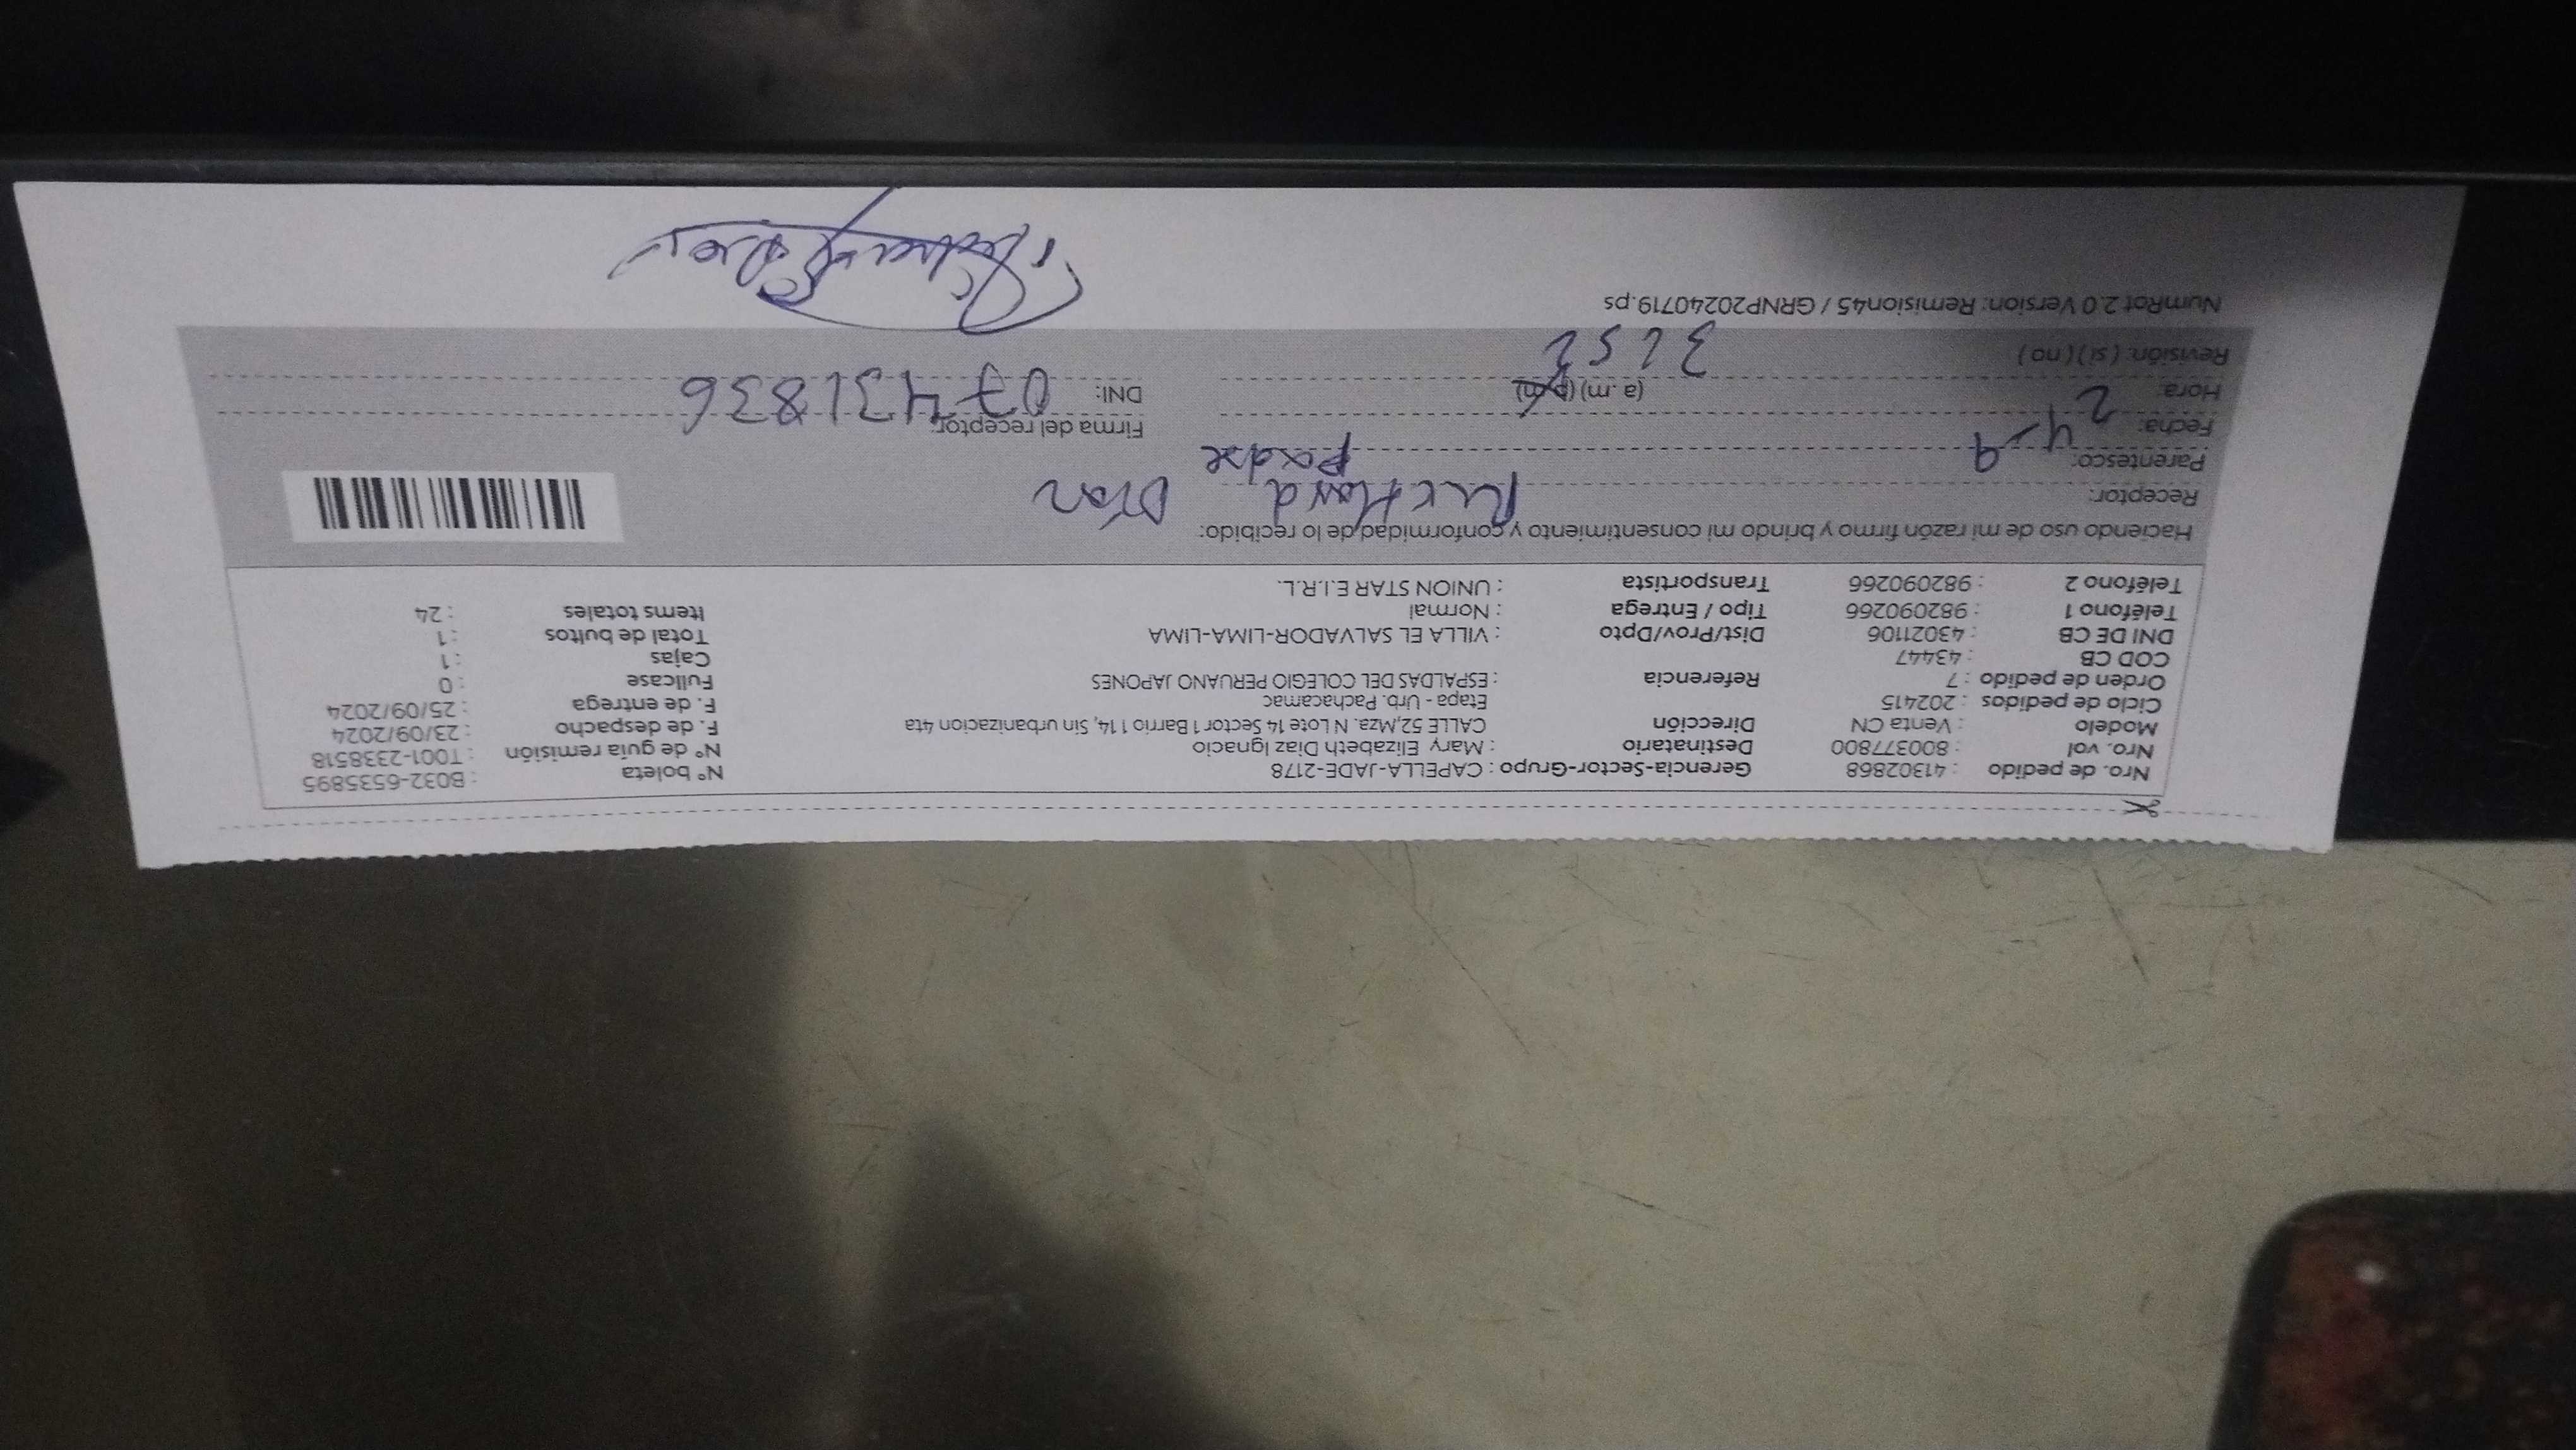 Nro. de pedido : 41302868 Gerencia-Sector-Grupo : CAPELLA-JADE-2178 N° boleta : B032-6535895
Nro. vol : 800377800 Destinatario : Mary Elizabeth Diaz Ignacio N° de guía remisión : T001-2338518
Modelo : Venta CN Dirección CALLE 52,Mza. N Lote 14 Sector 1 Barrio 114, Sin urbanizacion 4ta F. de despacho : 23/09/2024
Ciclo de pedidos : 202415 Etapa - Urb. Pachacamac F. de entrega : 25/09/2024
Orden de pedido : 7 Referencia : ESPALDAS DEL COLEGIO PERUANO JAPONES Fullcase : 0
COD CB : 43447 Cajas : 1
DNI DE CB : 43021106 Dist/Prov/Dpto : VILLA EL SALVADOR-LIMA-LIMA Total de bultos : 1
Teléfono 1 : 982090266 Tipo / Entrega : Normal Items totales : 24
Teléfono 2 : 982090266 Transportista : UNION STAR E.I.R.L.
Haciendo uso de mi razón firmo y brindo mi consentimiento y conformidad de lo recibido:
Receptor: Díaz
Parentesco: padre
Fecha: 24-9 Firma del receptor:
Hora: (a.m) (p.m) DNI: 07431836
Revisión: ( si ) ( no ) 3252
NumRot 2.0 Version: Remision45 / GRNP20240719.ps